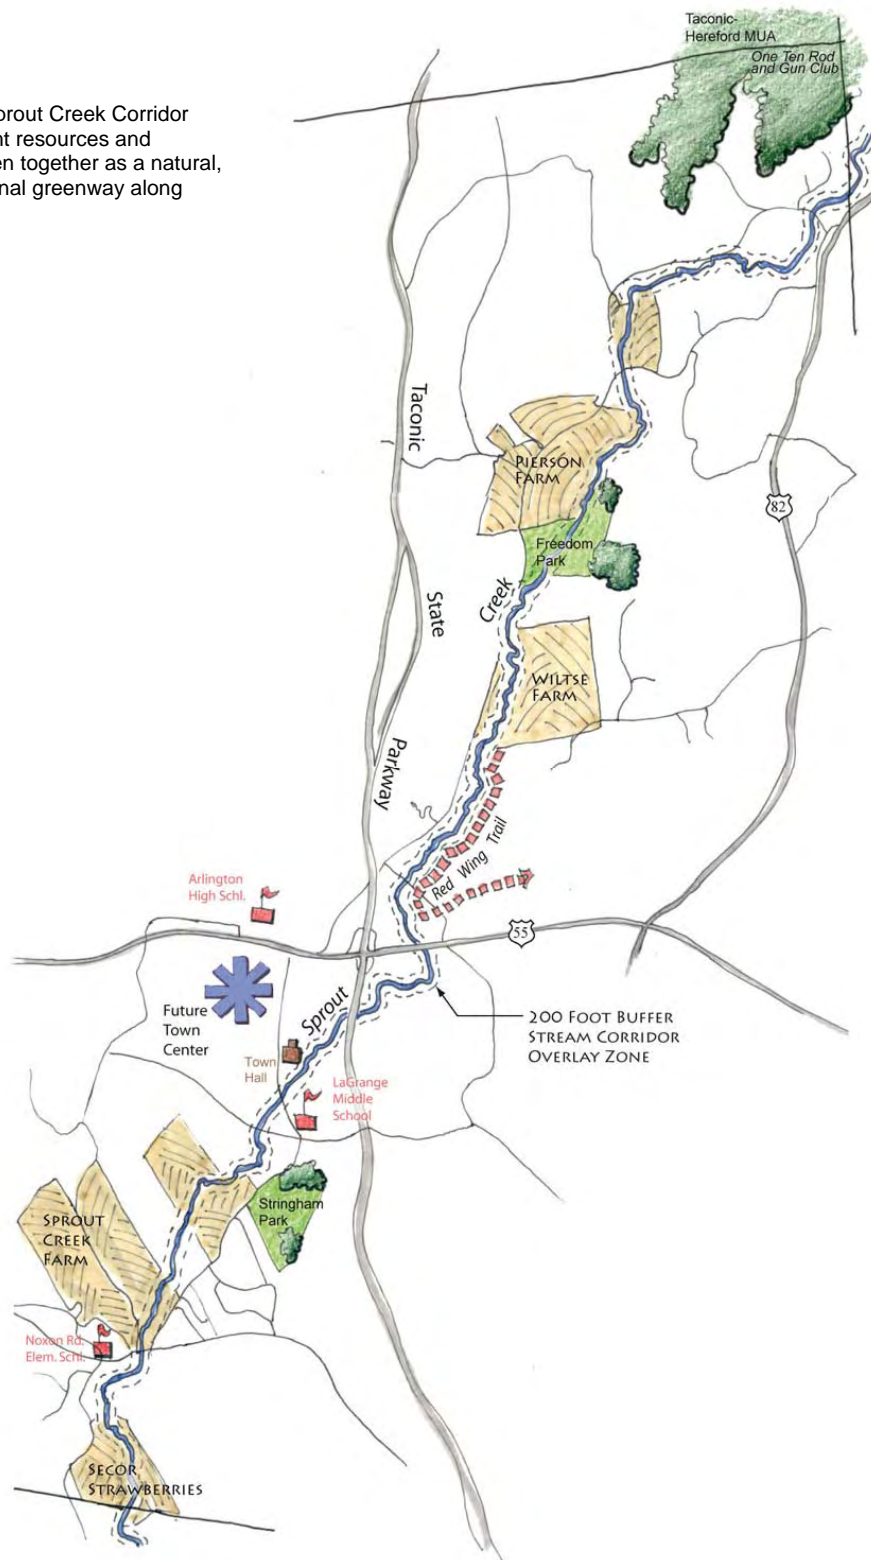 Taconic-
Hereford MUA
One Ten Rod
and Gun Club
prout Creek Corridor
nt resources and
en together as a natural,
nal greenway along
Taconic
State
Parkway
PIERSON
FARM
82
Freedom
Park
Creek
WILTSE
FARM
Red Wing Trail
Arlington
High Schl.
55
Sprout
Future
Town
Center
200 FOOT BUFFER
STREAM CORRIDOR
OVERLAY ZONE
Town
Hall
LaGrange
Middle
School
Stringham
Park
SPROUT
CREEK
FARM
Noxon Rd.
Elem. Schl.
SECOR
STRAWBERRIES